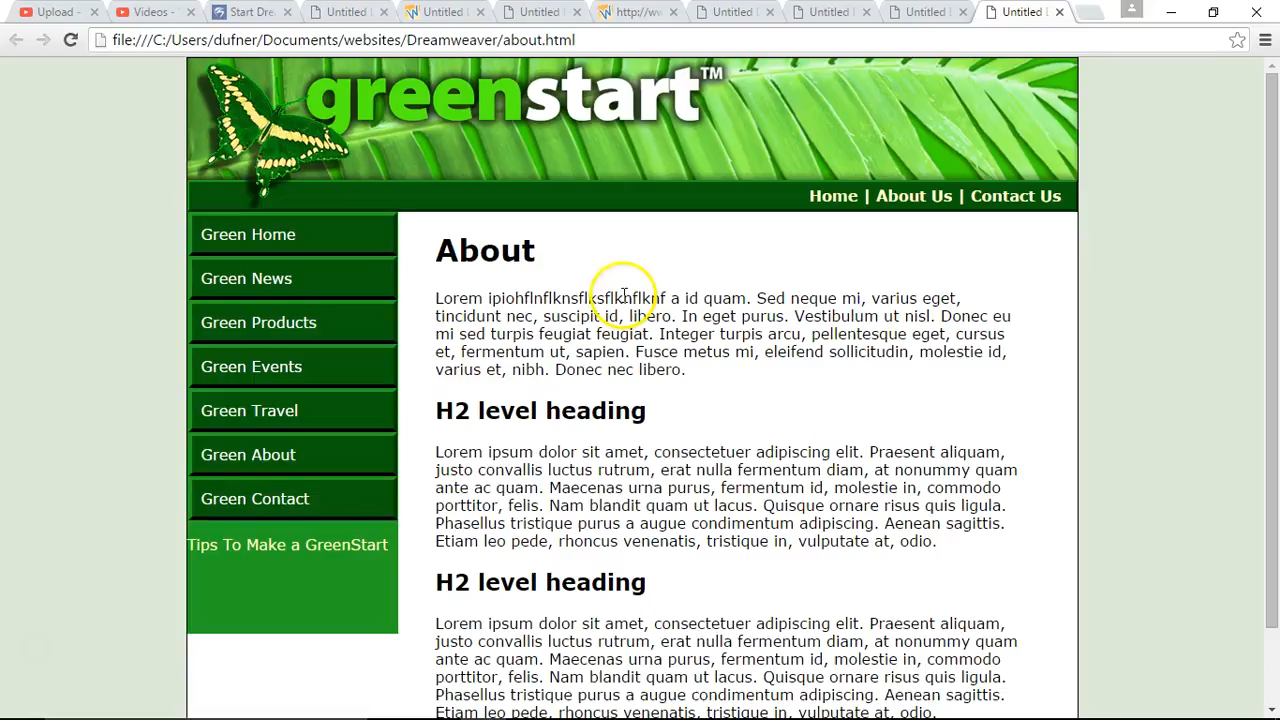 Upload -
Videos -
Start Dre
Untitled
Untitled
Untitled
http://w
Untitled
Untitled
Untitled
Untitled
file:///C:/Users/dufner/Documents/websites/Dreamweaver/about.html
greenstart™
Home | About Us | Contact Us
Green Home
Green News
Green Products
Green Events
Green Travel
Green About
Green Contact
Tips To Make a GreenStart
About
Lorem a id quam. Sed neque mi, varius eget,
tincidunt nec, suscipit id, libero. In eget purus. Vestibulum ut nisl. Donec eu
mi sed turpis feugiat feugiat. Integer turpis arcu, pellentesque eget, cursus
et, fermentum ut, sapien. Fusce metus mi, eleifend sollicitudin, molestie id,
varius et, nibh. Donec nec libero.
H2 level heading
Lorem ipsum dolor sit amet, consectetuer adipiscing elit. Praesent aliquam,
justo convallis luctus rutrum, erat nulla fermentum diam, at nonummy quam
ante ac quam. Maecenas urna purus, fermentum id, molestie in, commodo
porttitor, felis. Nam blandit quam ut lacus. Quisque ornare risus quis ligula.
Phasellus tristique purus a augue condimentum adipiscing. Aenean sagittis.
Etiam leo pede, rhoncus venenatis, tristique in, vulputate at, odio.
H2 level heading
Lorem ipsum dolor sit amet, consectetuer adipiscing elit. Praesent aliquam,
justo convallis luctus rutrum, erat nulla fermentum diam, at nonummy quam
ante ac quam. Maecenas urna purus, fermentum id, molestie in, commodo
porttitor, felis. Nam blandit quam ut lacus. Quisque ornare risus quis ligula.
Phasellus tristique purus a augue condimentum adipiscing. Aenean sagittis.
Etiam leo pede, rhoncus venenatis, tristique in, vulputate at, odio.